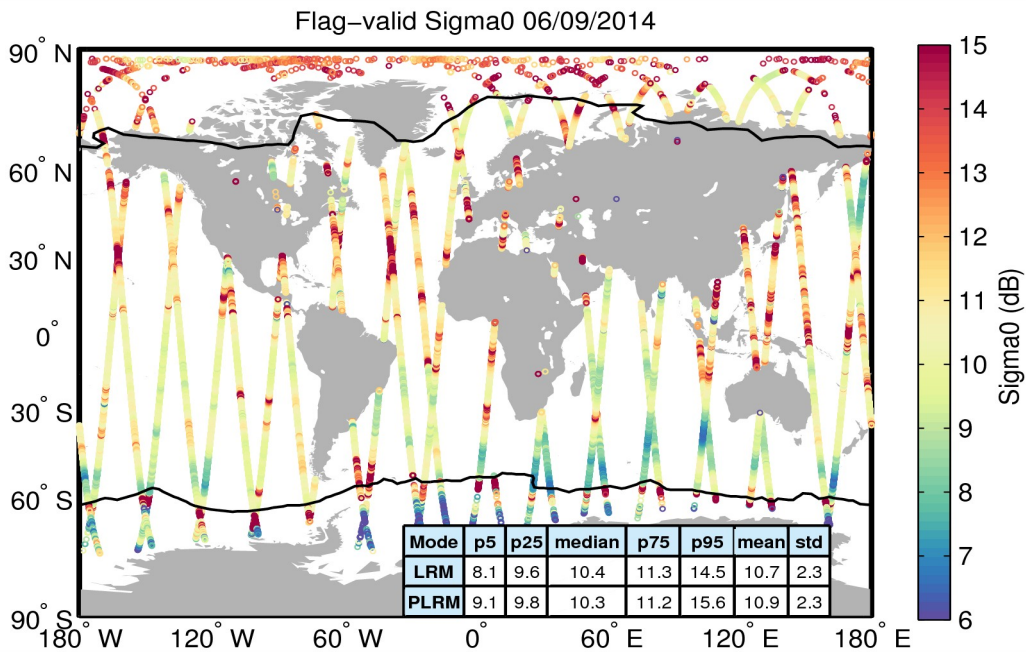 Flag-valid Sigma0 06/09/2014
90° N
60° N
30° N
0°
30° S
60° S
90° S
180° W
120° W
60° W
0°
60° E
120° E
180° E
Mode p5 p25 median p75 p95 mean std
LRM 8.1 9.6 10.4 11.3 14.5 10.7 2.3
PLRM 9.1 9.8 10.3 11.2 15.6 10.9 2.3
15
14
13
12
11
10
9
8
7
6
Sigma0 (dB)